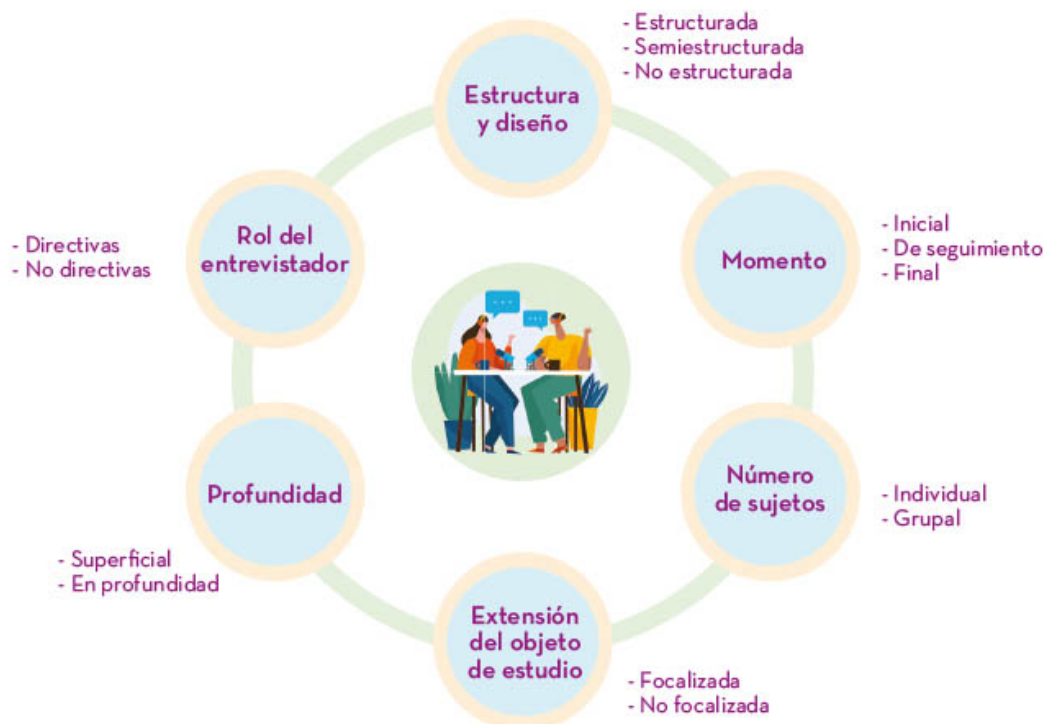 Estructura
y diseño
- Estructurada
- Semiestructurada
- No estructurada
Momento
- Inicial
- De seguimiento
- Final
Número
de sujetos
- Individual
- Grupal
Extensión
del objeto
de estudio
- Focalizada
- No focalizada
Profundidad
- Superficial
- En profundidad
Rol del
entrevistador
- Directivas
- No directivas